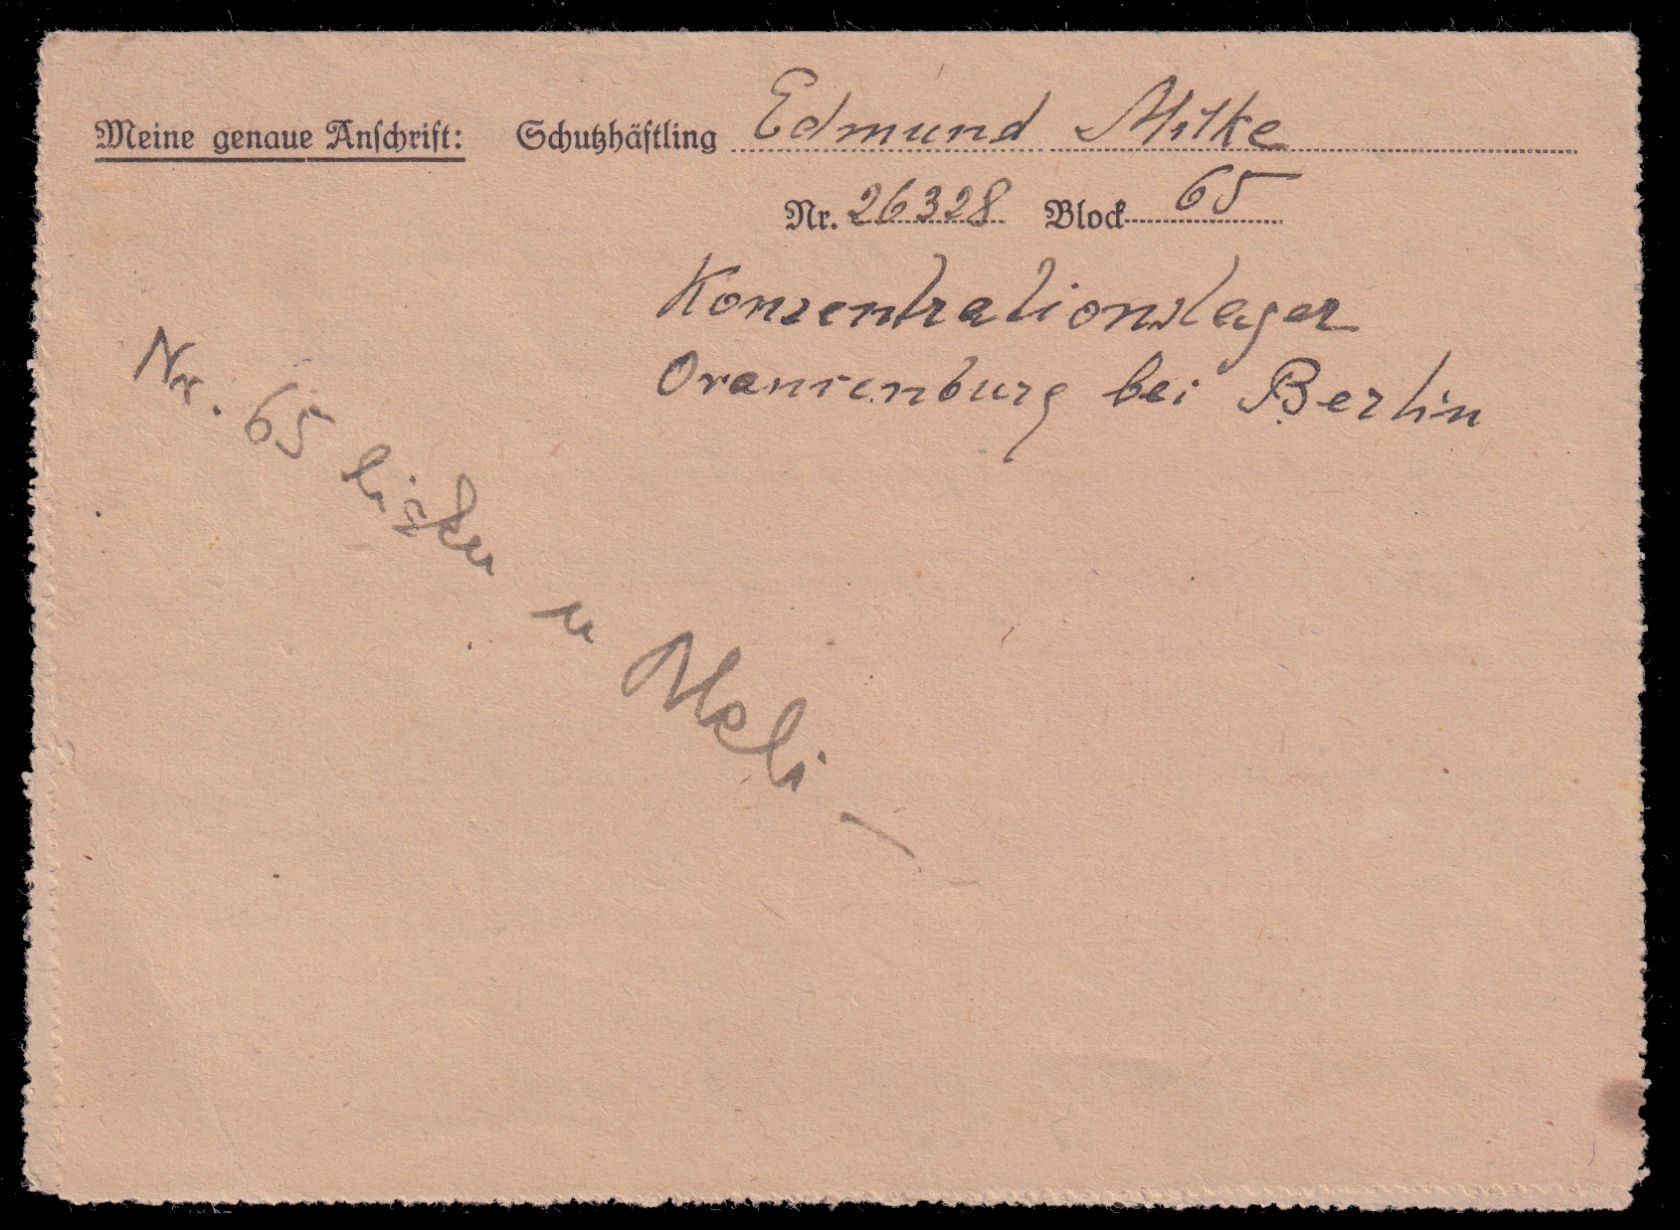 Meine genaue Anschrift: Schutzhäftling Edmund Milke
Nr. 26328 Block 65
Konzentrationslager
Oranienburg bei Berlin
Nr. 65